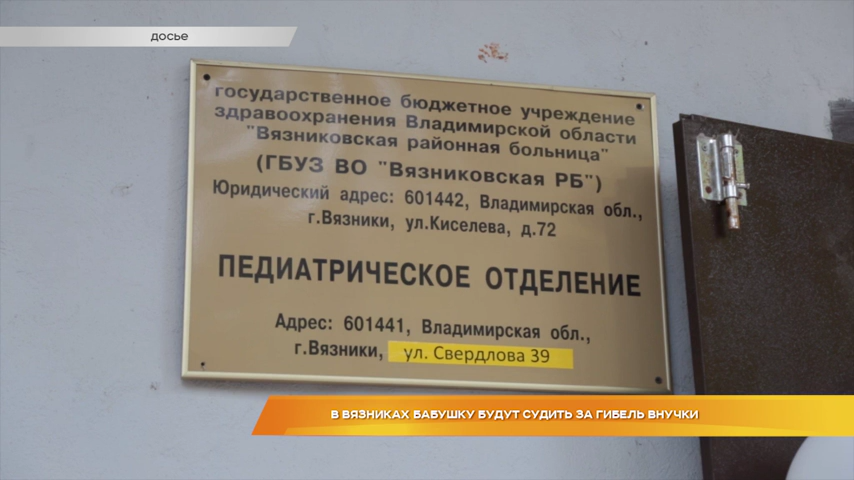 досье
государственное бюджетное учреждение
здравоохранения Владимирской области
"Вязниковская районная больница"
(ГБУЗ ВО "Вязниковская РБ")
Юридический адрес: 601442, Владимирская обл.,
г.Вязники, ул.Киселева, д.72
ПЕДИАТРИЧЕСКОЕ ОТДЕЛЕНИЕ
Адрес: 601441, Владимирская обл.,
г.Вязники, ул. Свердлова 39
В ВЯЗНИКАХ БАБУШКУ БУДУТ СУДИТЬ ЗА ГИБЕЛЬ ВНУЧКИ